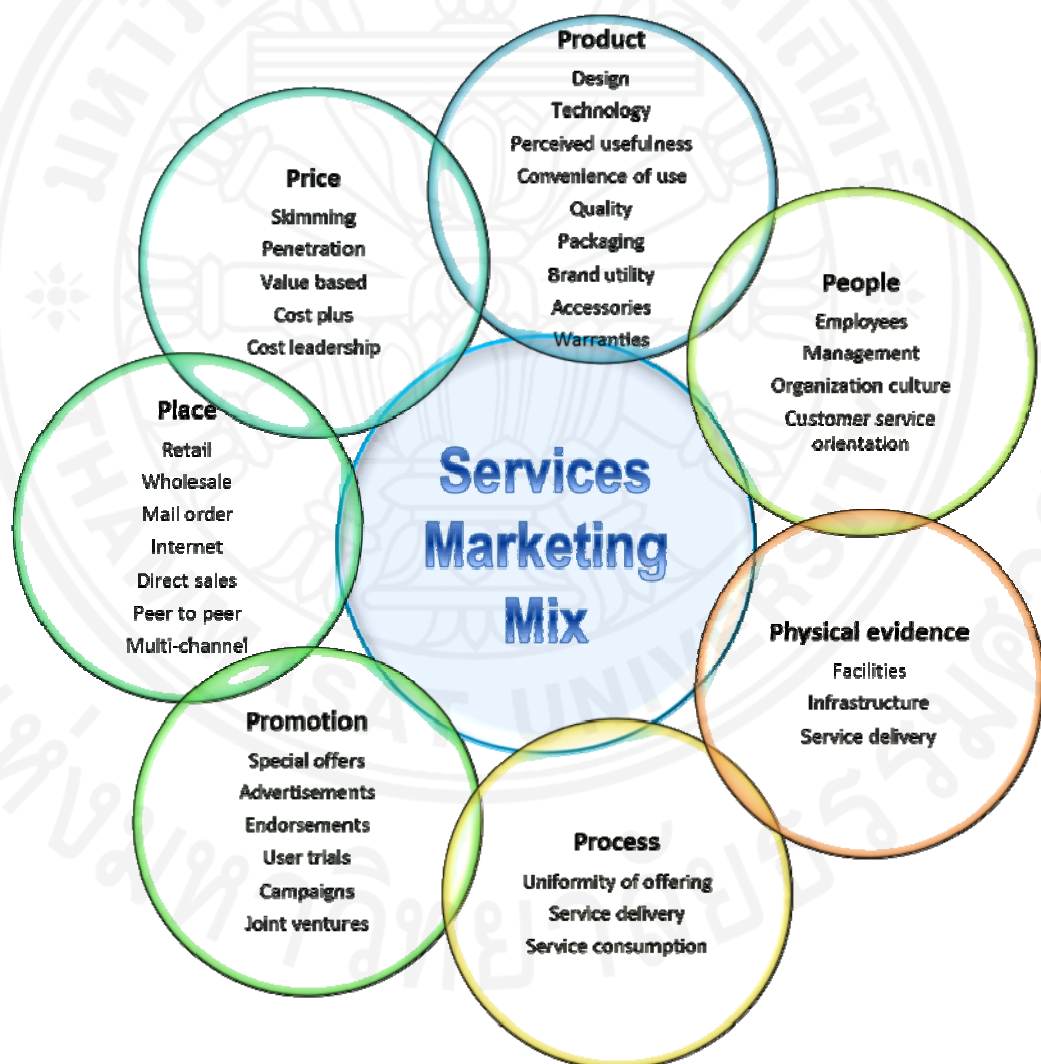 Product
Design
Technology
Perceived usefulness
Convenience of use
Quality
Packaging
Brand utility
Accessories
Warranties
Price
Skimming
Penetration
Value based
Cost plus
Cost leadership
People
Employees
Management
Organization culture
Customer service
orientation
Place
Retail
Wholesale
Mail order
Internet
Direct sales
Peer to peer
Multi-channel
Services
Marketing
Mix
Physical evidence
Facilities
Infrastructure
Service delivery
Promotion
Special offers
Advertisements
Endorsements
User trials
Campaigns
Joint ventures
Process
Uniformity of offering
Service delivery
Service consumption